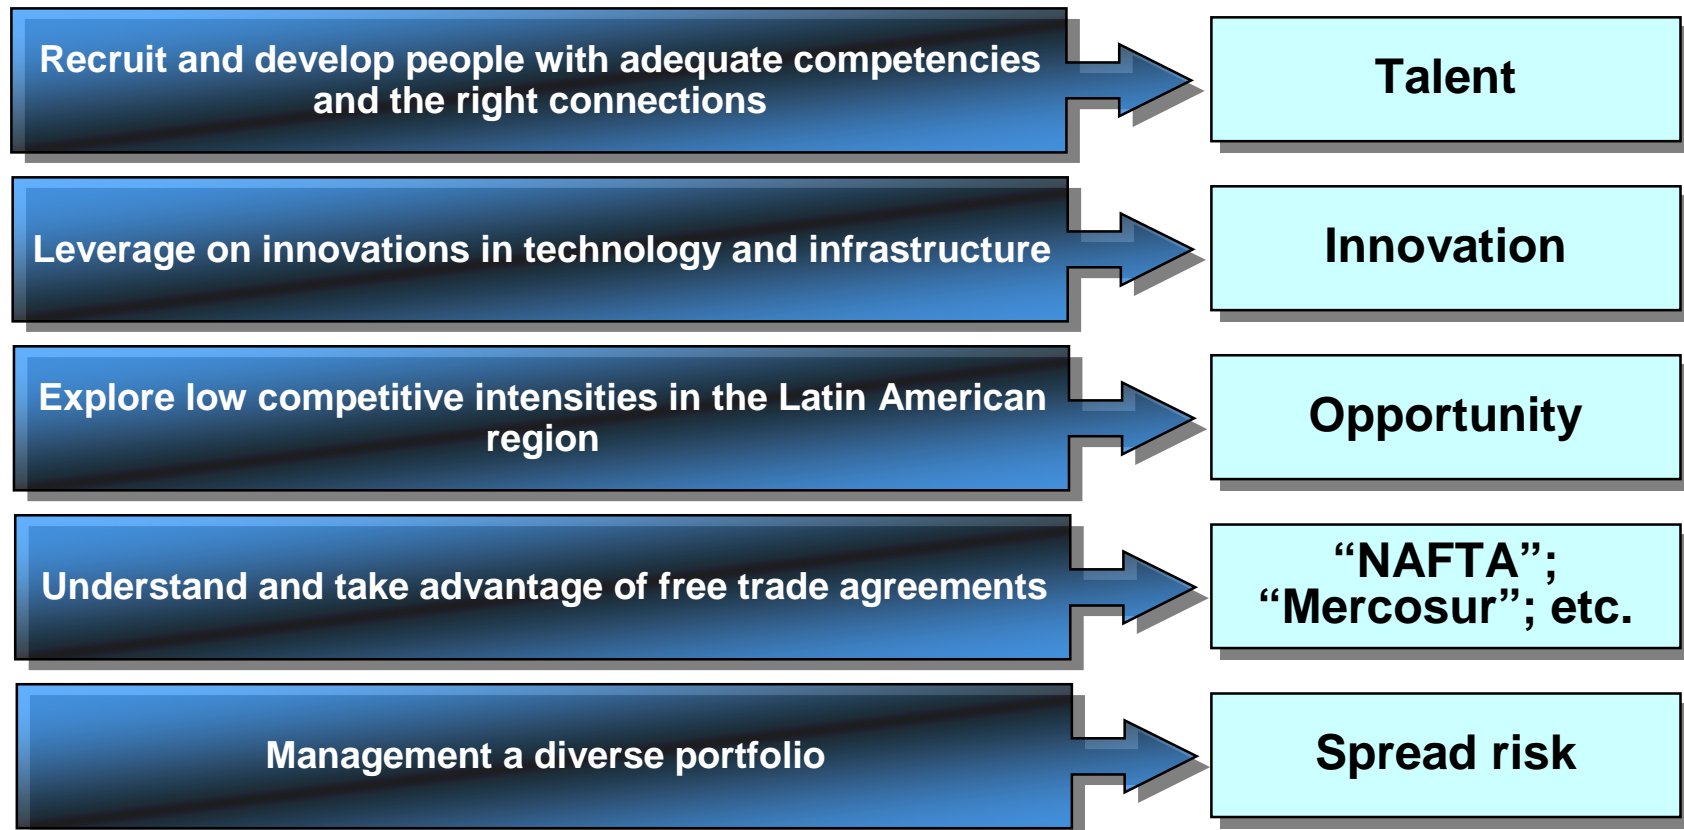 Recruit and develop people with adequate competencies
and the right connections
Talent
Leverage on innovations in technology and infrastructure
Innovation
Explore low competitive intensities in the Latin American
region
Opportunity
Understand and take advantage of free trade agreements
“NAFTA”;
“Mercosur”; etc.
Management a diverse portfolio
Spread risk